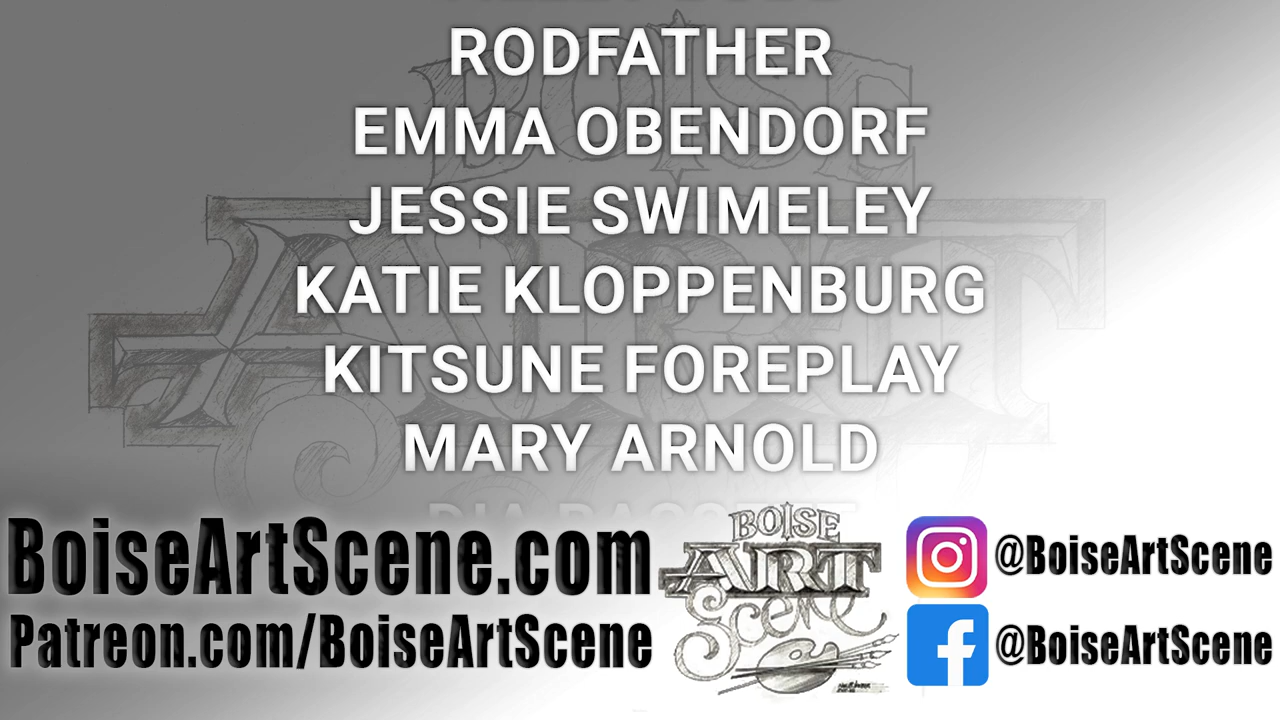 RODFATHER
EMMA OBENDORF
JESSIE SWIMELEY
KATIE KLOPPENBURG
KITSUNE FOREPLAY
MARY ARNOLD
BoiseArtScene.com
Patreon.com/BoiseArtScene
BOISE
ART
Scene
@BoiseArtScene
@BoiseArtScene